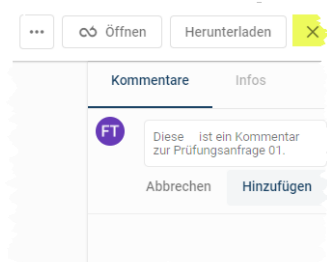 Öffnen Herunterladen
Kommentare Infos
FT
Diese ist ein Kommentar
zur Prüfungsanfrage 01.
Abbrechen Hinzufügen